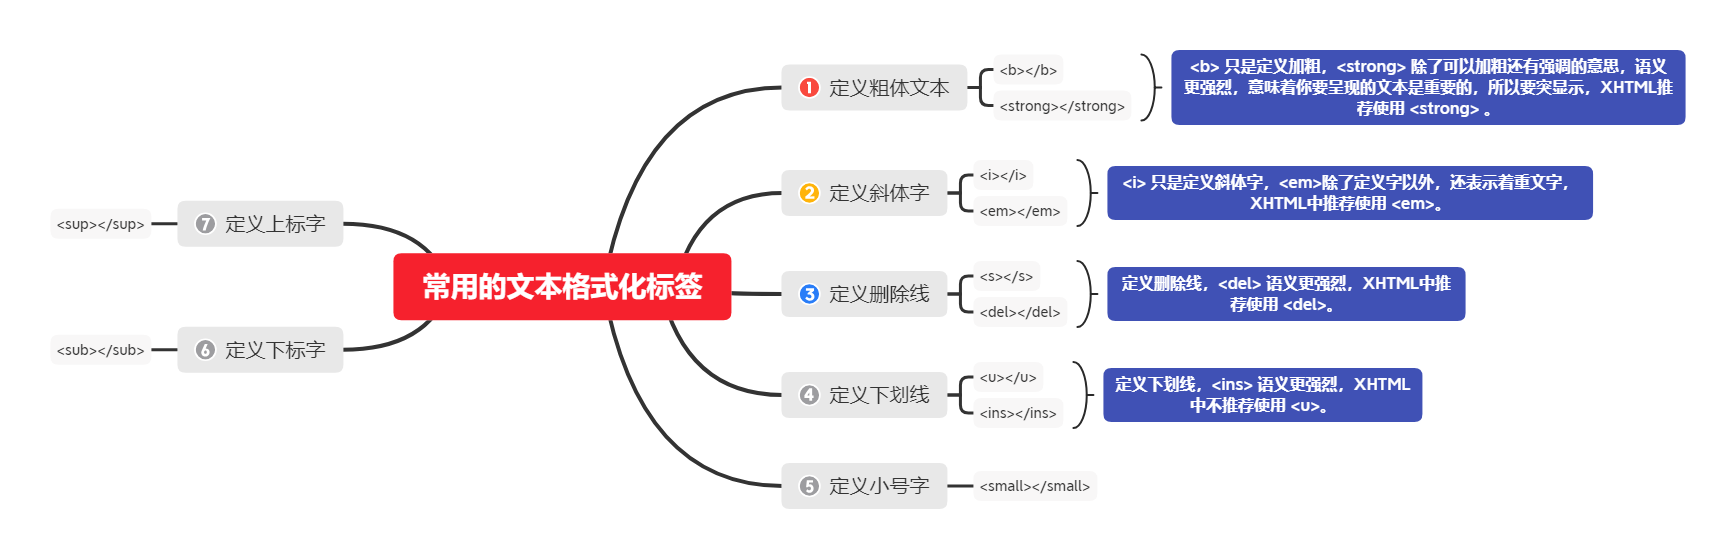 常用的文本格式化标签
1 定义粗体文本
<b></b>
<strong></strong>
<b> 只是定义加粗，<strong> 除了可以加粗还有强调的意思，语义
更强烈，意味着你要呈现的文本是重要的，所以要突显示，XHTML推
荐使用 <strong> 。
2 定义斜体字
<i></i>
<em></em>
<i> 只是定义斜体字，<em>除了定义字以外，还表示着重文字，
XHTML中推荐使用 <em>。
3 定义删除线
<s></s>
<del></del>
定义删除线，<del> 语义更强烈，XHTML中推
荐使用 <del>。
4 定义下划线
<u></u>
<ins></ins>
定义下划线，<ins> 语义更强烈，XHTML
中不推荐使用 <u>。
5 定义小号字
<small></small>
6 定义下标字
<sub></sub>
7 定义上标字
<sup></sup>